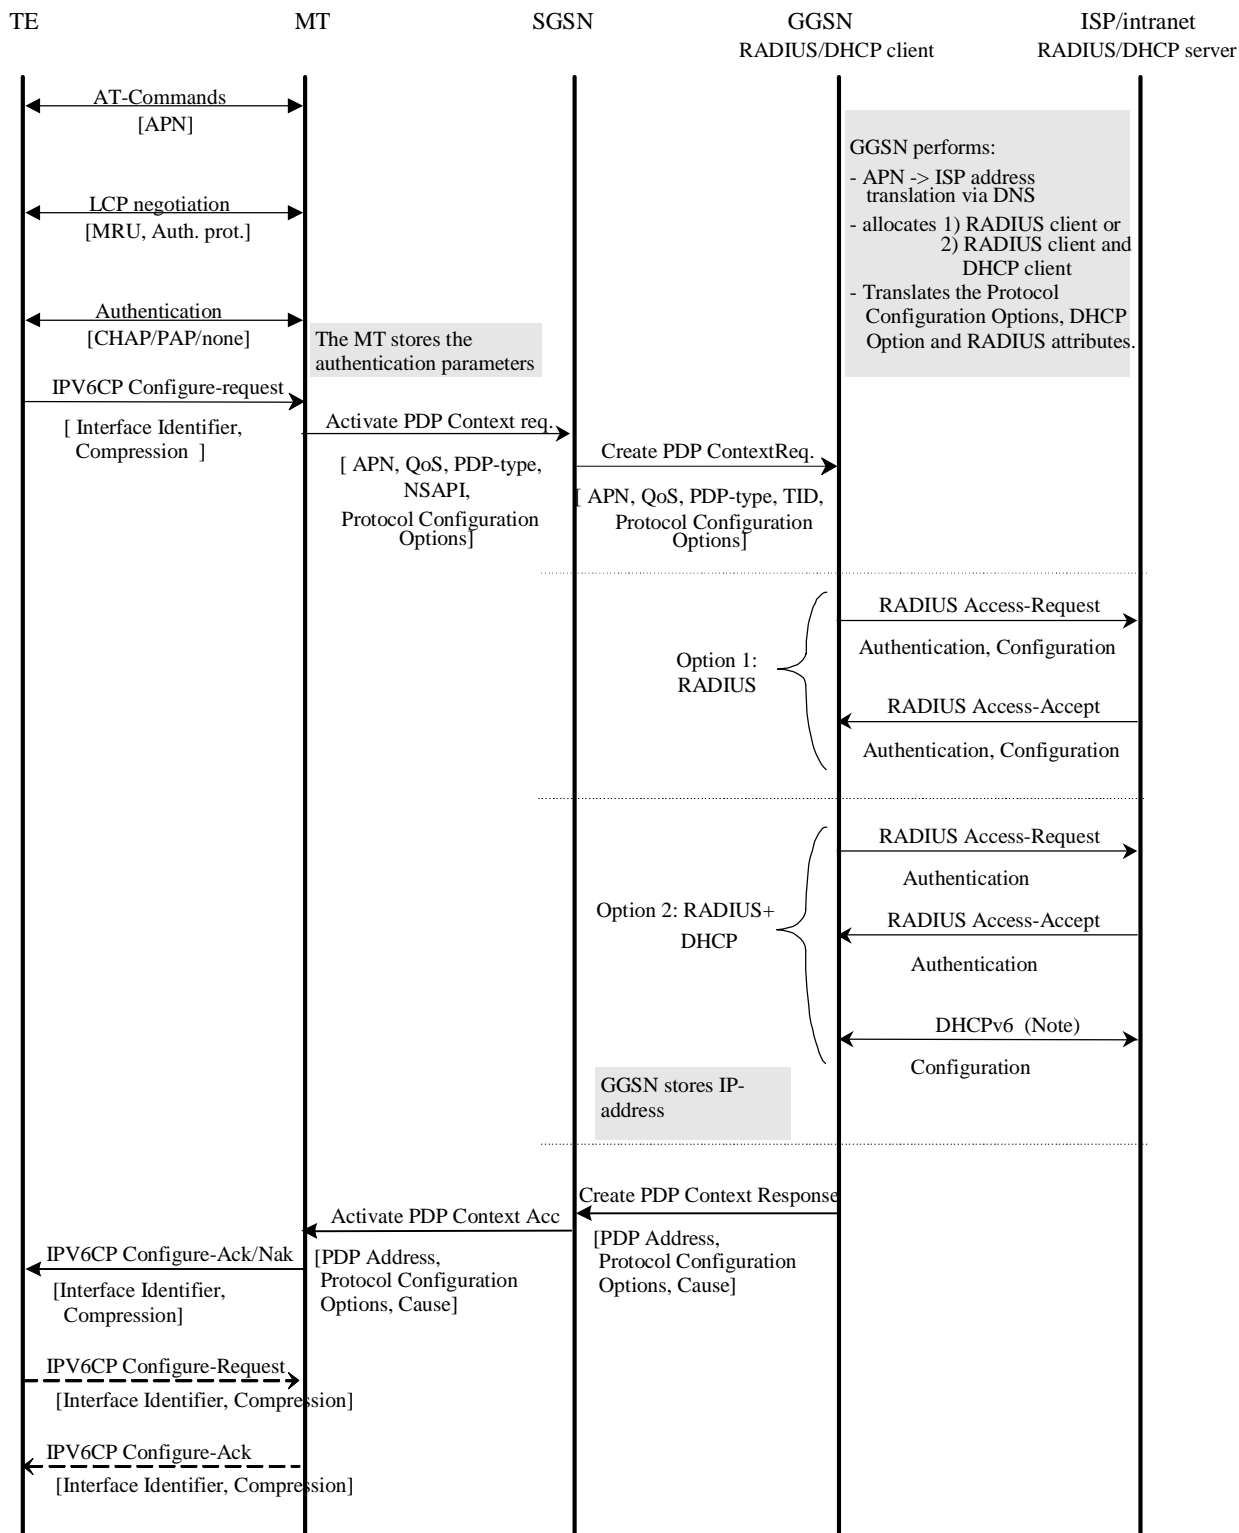 TE
MT
SGSN
GGSN
ISP/intranet
RADIUS/DHCP client
RADIUS/DHCP server
AT-Commands
[APN]
GGSN performs:
- APN -> ISP address
translation via DNS
- allocates 1) RADIUS client or
2) RADIUS client and
DHCP client
- Translates the Protocol
Configuration Options, DHCP
Option and RADIUS attributes.
LCP negotiation
[MRU, Auth. prot.]
Authentication
[CHAP/PAP/none]
The MT stores the
authentication parameters
IPV6CP Configure-request
[ Interface Identifier,
Compression ]
Activate PDP Context req.
[ APN, QoS, PDP-type,
NSAPI,
Protocol Configuration
Options]
Create PDP ContextReq.
[ APN, QoS, PDP-type, TID,
Protocol Configuration
Options]
RADIUS Access-Request
Authentication, Configuration
Option 1:
RADIUS
RADIUS Access-Accept
Authentication, Configuration
RADIUS Access-Request
Authentication
Option 2: RADIUS+
DHCP
RADIUS Access-Accept
Authentication
DHCPv6 (Note)
Configuration
GGSN stores IP-
address
Create PDP Context Response
[PDP Address,
Protocol Configuration
Options, Cause]
Activate PDP Context Acc
[PDP Address,
Protocol Configuration
Options, Cause]
IPV6CP Configure-Ack/Nak
[Interface Identifier,
Compression]
IPV6CP Configure-Request
[Interface Identifier, Compression]
IPV6CP Configure-Ack
[Interface Identifier, Compression]